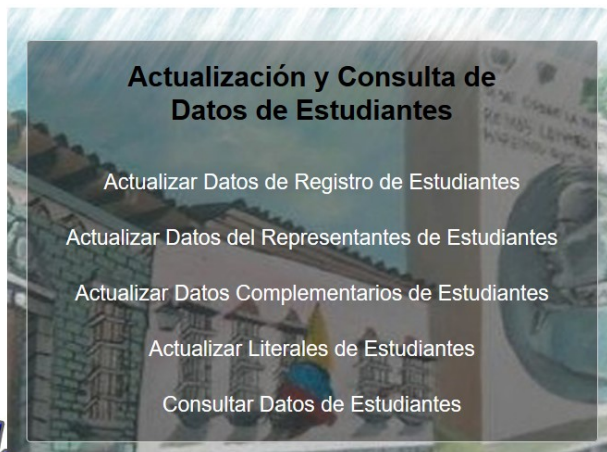 Actualización y Consulta de
Datos de Estudiantes
Actualizar Datos de Registro de Estudiantes
Actualizar Datos del Representantes de Estudiantes
Actualizar Datos Complementarios de Estudiantes
Actualizar Literales de Estudiantes
Consultar Datos de Estudiantes